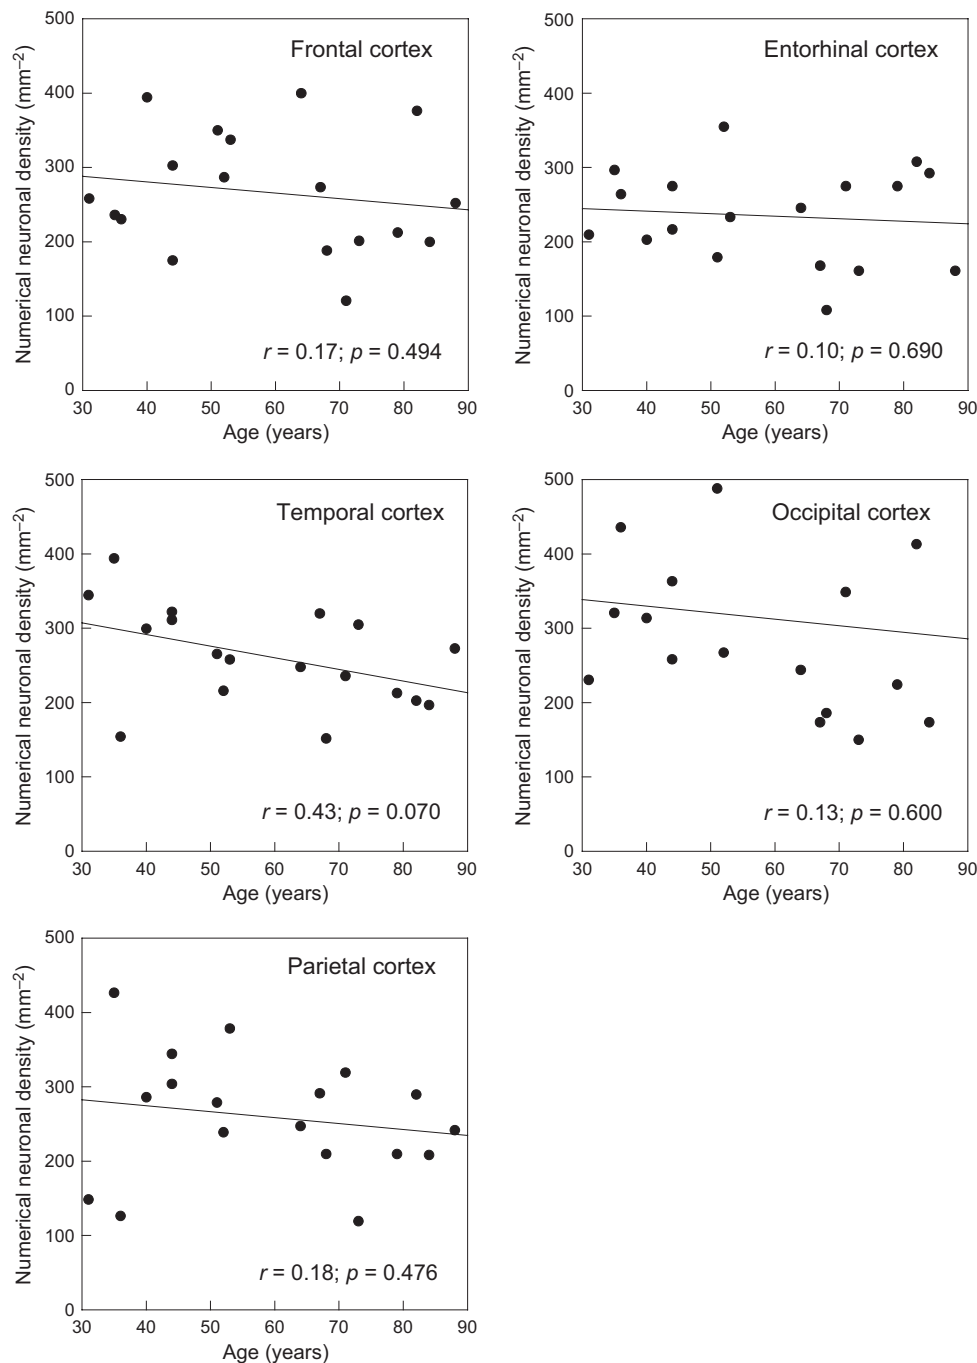 500
400
300
200
100
0
Numerical neuronal density (mm−2)
Frontal cortex
r = 0.17; p = 0.494
30 40 50 60 70 80 90
Age (years)
500
400
300
200
100
0
Numerical neuronal density (mm−2)
Entorhinal cortex
r = 0.10; p = 0.690
30 40 50 60 70 80 90
Age (years)
500
400
300
200
100
0
Numerical neuronal density (mm−2)
Temporal cortex
r = 0.43; p = 0.070
30 40 50 60 70 80 90
Age (years)
500
400
300
200
100
0
Numerical neuronal density (mm−2)
Occipital cortex
r = 0.13; p = 0.600
30 40 50 60 70 80 90
Age (years)
500
400
300
200
100
0
Numerical neuronal density (mm−2)
Parietal cortex
r = 0.18; p = 0.476
30 40 50 60 70 80 90
Age (years)